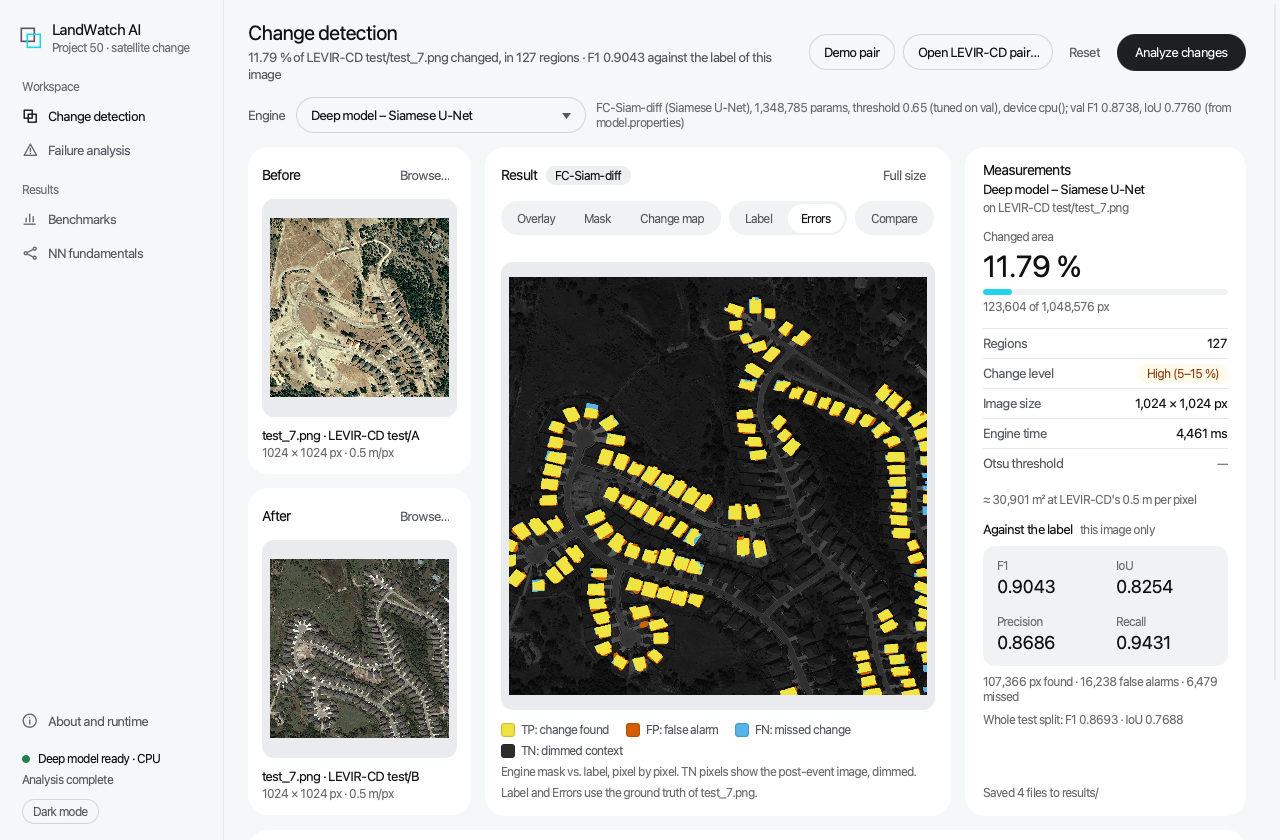 LandWatch AI
Project 50 · satellite change
Workspace
Change detection
Failure analysis
Results
Benchmarks
NN fundamentals
About and runtime
Deep model ready · CPU
Analysis complete
Dark mode
Change detection
11.79 % of LEVIR-CD test/test_7.png changed, in 127 regions · F1 0.9043 against the label of this
image
Demo pair
Open LEVIR-CD pair...
Reset
Analyze changes
Engine
Deep model – Siamese U-Net
FC-Siam-diff (Siamese U-Net), 1,348,785 params, threshold 0.65 (tuned on val), device cpu(); val F1 0.8738, IoU 0.7760 (from
model.properties)
Before
Browse...
test_7.png · LEVIR-CD test/A
1024 × 1024 px · 0.5 m/px
After
Browse...
test_7.png · LEVIR-CD test/B
1024 × 1024 px · 0.5 m/px
Result
FC-Siam-diff
Full size
Overlay
Mask
Change map
Label
Errors
Compare
TP: change found
FP: false alarm
FN: missed change
TN: dimmed context
Engine mask vs. label, pixel by pixel. TN pixels show the post-event image, dimmed.
Label and Errors use the ground truth of test_7.png.
Measurements
Deep model – Siamese U-Net
on LEVIR-CD test/test_7.png
Changed area
11.79 %
123,604 of 1,048,576 px
Regions 127
Change level High (5–15 %)
Image size 1,024 × 1,024 px
Engine time 4,461 ms
Otsu threshold —
≈ 30,901 m² at LEVIR-CD's 0.5 m per pixel
Against the label this image only
F1 IoU
0.9043 0.8254
Precision Recall
0.8686 0.9431
107,366 px found · 16,238 false alarms · 6,479
missed
Whole test split: F1 0.8693 · IoU 0.7688
Saved 4 files to results/